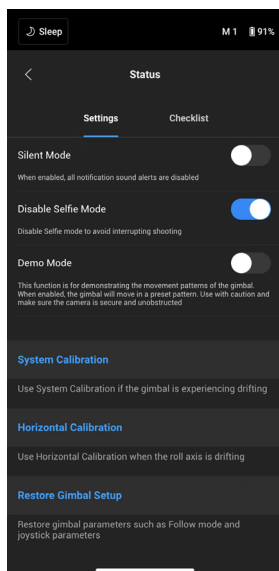 Sleep M 1 91%
Status
Settings Checklist
Silent Mode
When enabled, all notification sound alerts are disabled
Disable Selfie Mode
Disable Selfie mode to avoid interrupting shooting
Demo Mode
This function is for demonstrating the movement patterns of the gimbal.
When enabled, the gimbal will move in a preset pattern. Use with caution and
make sure the camera is secure and unobstructed
System Calibration
Use System Calibration if the gimbal is experiencing drifting
Horizontal Calibration
Use Horizontal Calibration when the roll axis is drifting
Restore Gimbal Setup
Restore gimbal parameters such as Follow mode and
joystick parameters